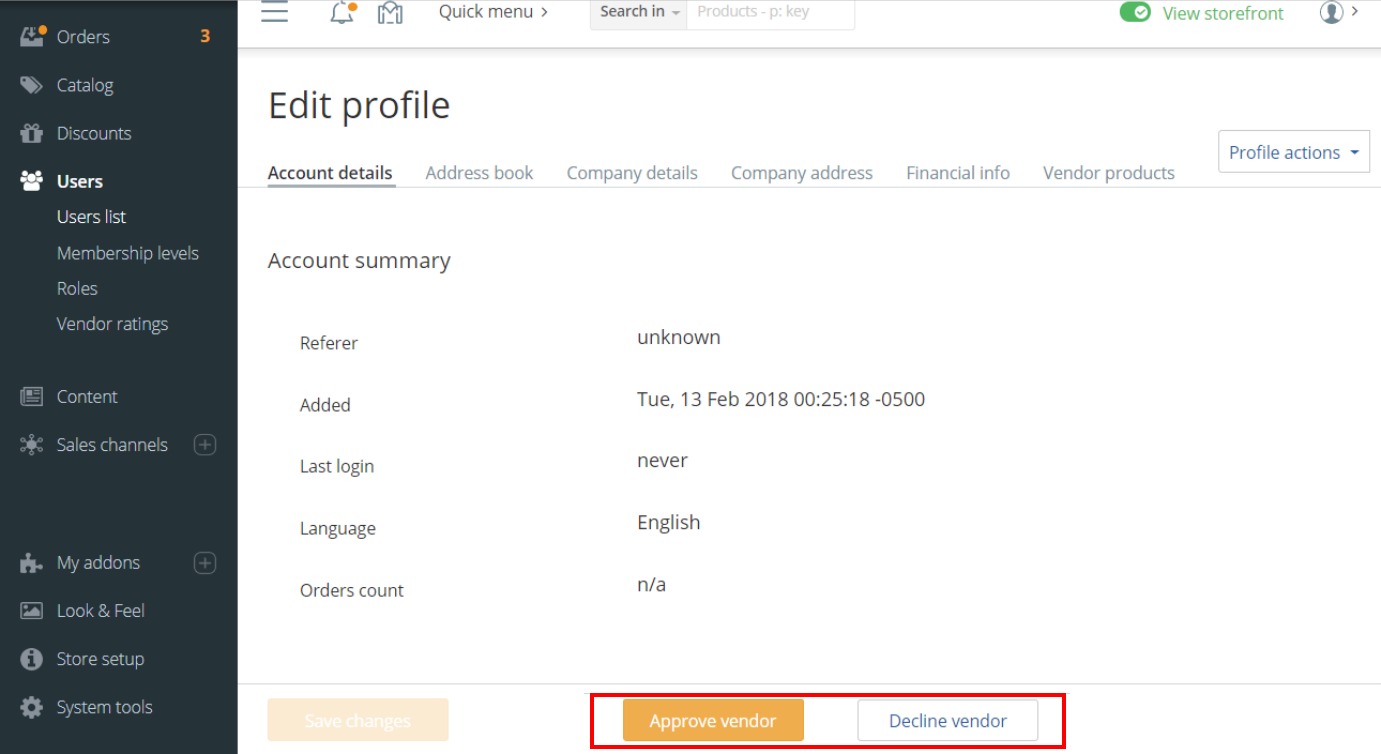 Orders 3
Catalog
Discounts
Users
Users list
Membership levels
Roles
Vendor ratings
Content
Sales channels
My addons
Look & Feel
Store setup
System tools
Quick menu
Search in
Products - p: key
View storefront
Edit profile
Profile actions
Account details Address book Company details Company address Financial info Vendor products
Account summary
Referer unknown
Added Tue, 13 Feb 2018 00:25:18 -0500
Last login never
Language English
Orders count n/a
Save changes Approve vendor Decline vendor